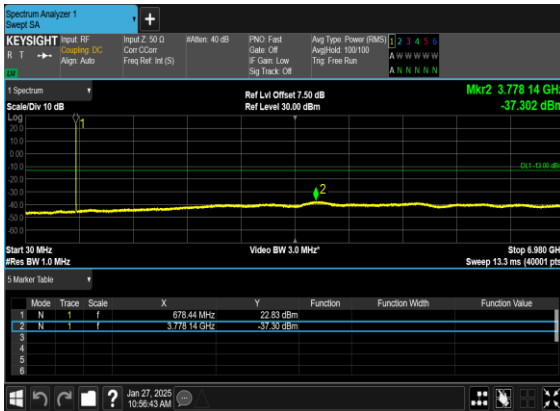 Spectrum Analyzer 1
Swept SA
KEYSIGHT
R T
Input: RF
Coupling: DC
Align: Auto
Input Z: 50 Ω
Corr CCorr
Freq Ref: Int (S)
#Atten: 40 dB
PNO: Fast
Gate: Off
IF Gain: Low
Sig Track: Off
Avg Type: Power (RMS)
Avg|Hold: 100/100
Trig: Free Run
1 2 3 4 5 6
A W W W W W
A N N N N N
1 Spectrum
Scale/Div 10 dB
Ref Lvl Offset 7.50 dB
Ref Level 30.00 dBm
Mkr2 3.778 14 GHz
-37.302 dBm
Log
20.0
10.0
0.00
-10.0
-20.0
-30.0
-40.0
-50.0
-60.0
1
2
DL1 -13.00 dBm
Start 30 MHz
#Res BW 1.0 MHz
Video BW 3.0 MHz*
Stop 6.980 GHz
Sweep 13.3 ms (40001 pts)
5 Marker Table
Mode Trace Scale X Y Function Function Width Function Value
1 N 1 f 678.44 MHz 22.83 dBm
2 N 1 f 3.778 14 GHz -37.30 dBm
3
4
5
6
Jan 27, 2025
10:56:43 AM